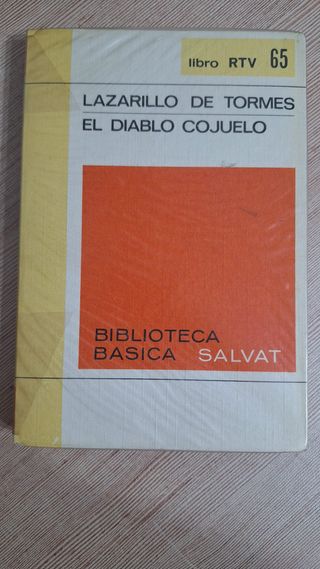 libro RTV 65
LAZARILLO DE TORMES
EL DIABLO COJUELO
BIBLIOTECA
BASICA SALVAT